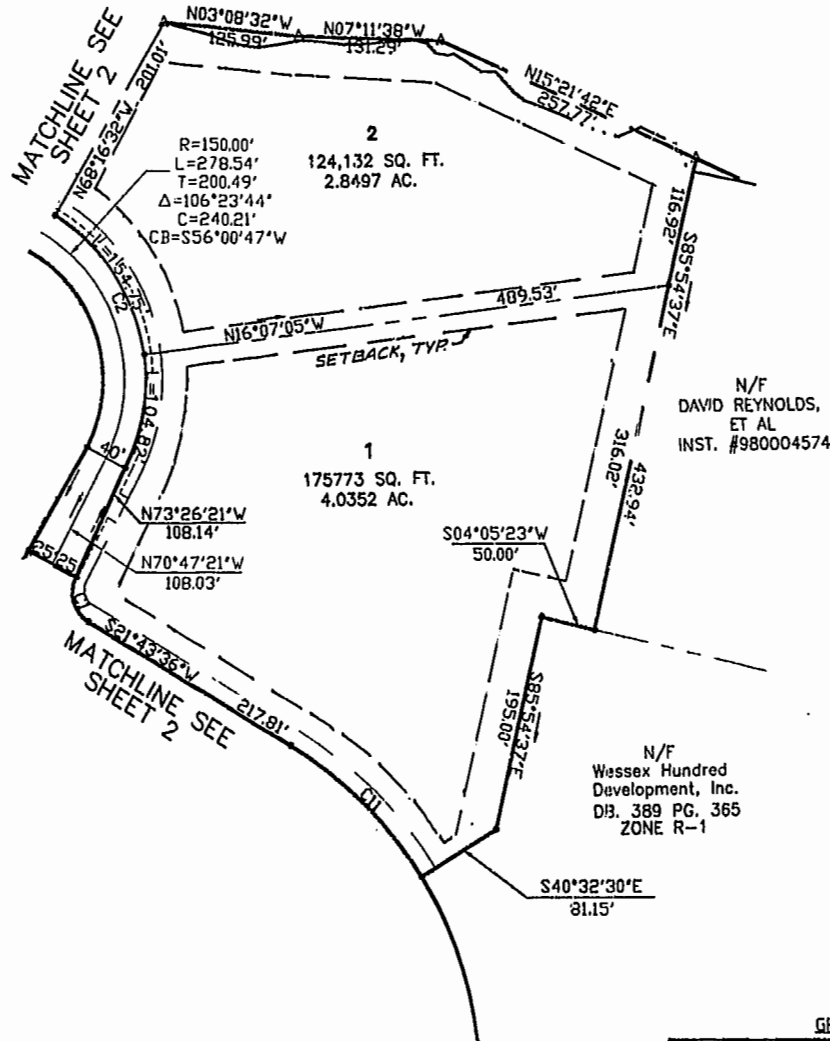 N03°08'32"W
125.99'
N07°11'38"W
131.29'
N15°21'42"E
257.77'
MATCHLINE SEE
SHEET 2
N68°16'32"W 201.01'
R=150.00'
L=278.54'
T=200.49'
Δ=106°23'44"
C=240.21'
CB=S56°00'47"W
2
124,132 SQ. FT.
2.8497 AC.
116.92'
S85°54'37"E
L=154.75'
C2
N16°07'05"W
409.53'
SETBACK, TYP.
N/F
DAVID REYNOLDS,
ET AL
INST. #980004574
L=104.82'
1
175773 SQ. FT.
4.0352 AC.
316.02'
432.94'
40'
N73°26'21"W
108.14'
N70°47'21"W
108.03'
S04°05'23"W
50.00'
25'
25'
C1
S21°43'36"W
217.81'
MATCHLINE SEE
SHEET 2
S85°54'37"E
195.00'
N/F
Wessex Hundred
Development, Inc.
DB. 389 PG. 365
ZONE R-1
C11
S40°32'30"E
81.15'